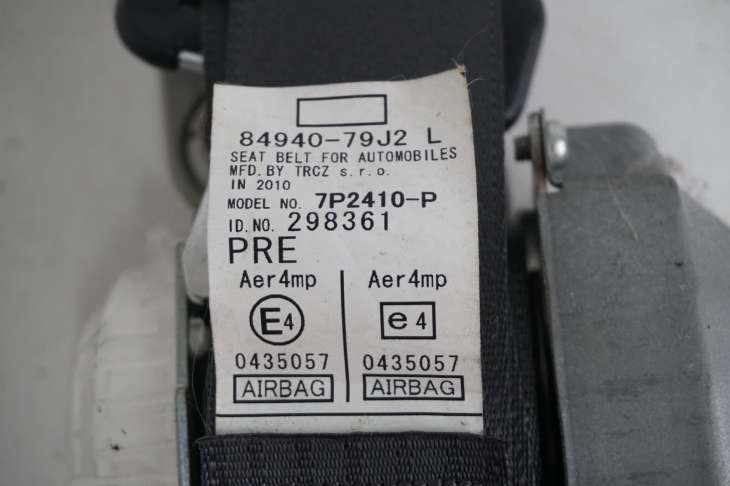 84940-79J2 L
SEAT BELT FOR AUTOMOBILES
MFD. BY TRCZ s.r.o.
IN 2010
MODEL NO. 7P2410-P
ID.NO. 298361
PRE
Aer4mp Aer4mp
E4 e4
0435057 0435057
AIRBAG AIRBAG